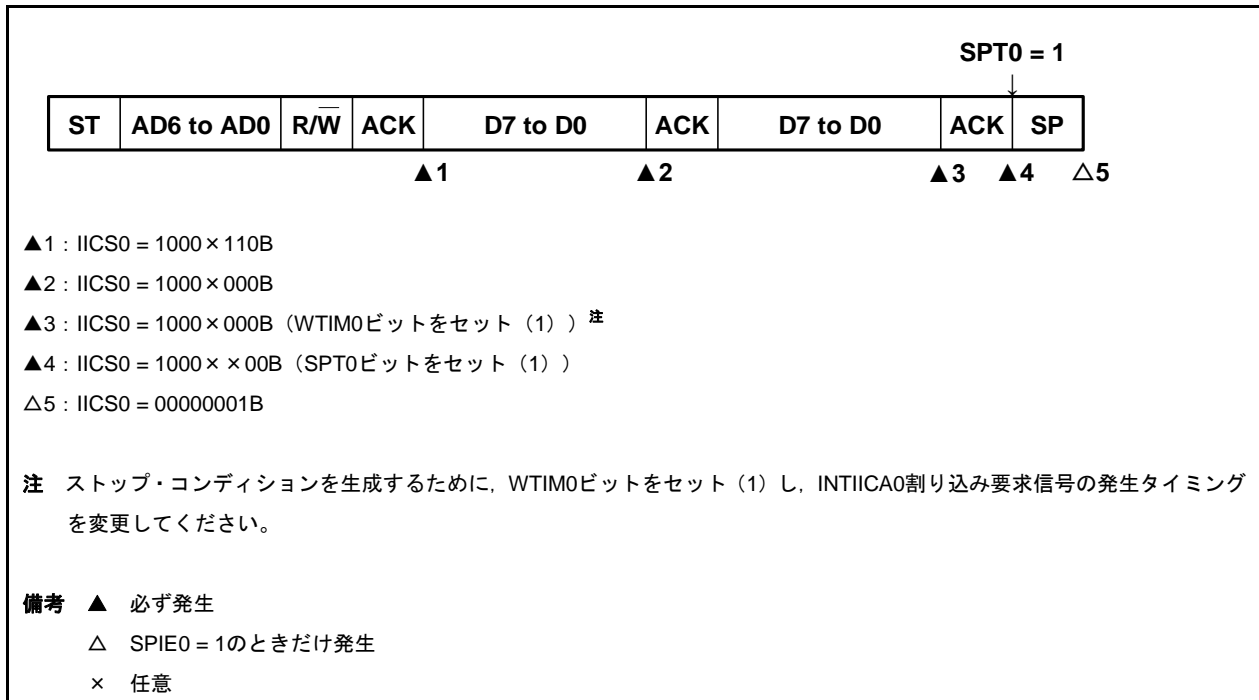 SPT0 = 1
↓
ST AD6 to AD0 R/W̅ ACK D7 to D0 ACK D7 to D0 ACK SP
▲1 ▲2 ▲3 ▲4 △5
▲1：IICS0 = 1000×110B
▲2：IICS0 = 1000×000B
▲3：IICS0 = 1000×000B（WTIM0ビットをセット（1））注
▲4：IICS0 = 1000××00B（SPT0ビットをセット（1））
△5：IICS0 = 00000001B
注 ストップ・コンディションを生成するために，WTIM0ビットをセット（1）し，INTIICA0割り込み要求信号の発生タイミング
を変更してください。
備考 ▲ 必ず発生
△ SPIE0 = 1のときだけ発生
× 任意